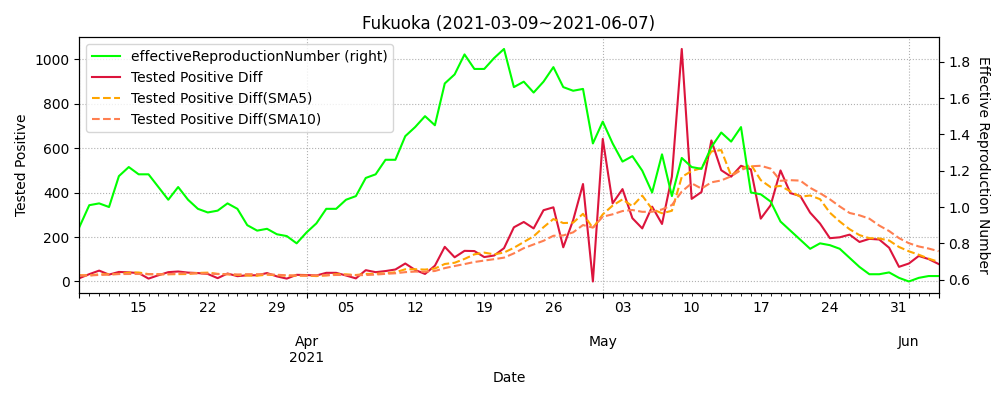 Fukuoka (2021-03-09~2021-06-07)
effectiveReproductionNumber (right)
Tested Positive Diff
Tested Positive Diff(SMA5)
Tested Positive Diff(SMA10)
Tested Positive
1000
800
600
400
200
0
Effective Reproduction Number
1.8
1.6
1.4
1.2
1.0
0.8
0.6
15 22 29 05 12 19 26 03 10 17 24 31
Apr May Jun
2021
Date